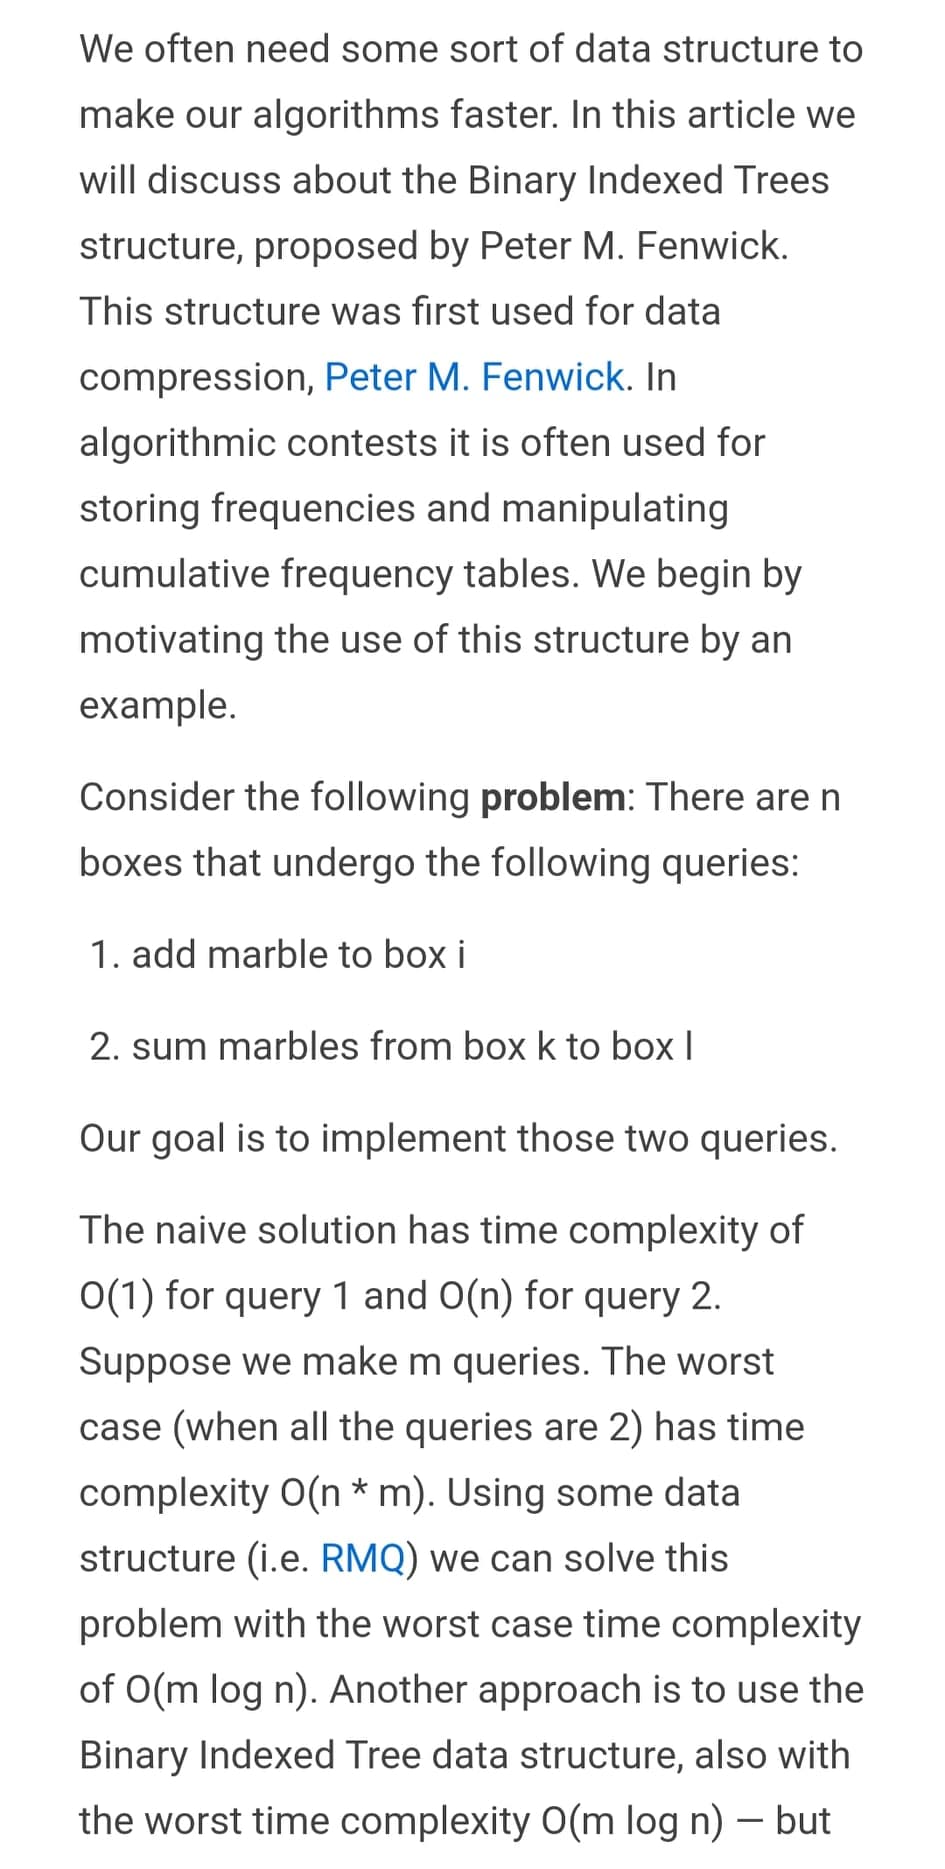 We often need some sort of data structure to
make our algorithms faster. In this article we
will discuss about the Binary Indexed Trees
structure, proposed by Peter M. Fenwick.
This structure was first used for data
compression, Peter M. Fenwick. In
algorithmic contests it is often used for
storing frequencies and manipulating
cumulative frequency tables. We begin by
motivating the use of this structure by an
example.
Consider the following problem: There are n
boxes that undergo the following queries:
1. add marble to box i
2. sum marbles from box k to box l
Our goal is to implement those two queries.
The naive solution has time complexity of
O(1) for query 1 and O(n) for query 2.
Suppose we make m queries. The worst
case (when all the queries are 2) has time
complexity O(n * m). Using some data
structure (i.e. RMQ) we can solve this
problem with the worst case time complexity
of O(m log n). Another approach is to use the
Binary Indexed Tree data structure, also with
the worst time complexity O(m log n) — but